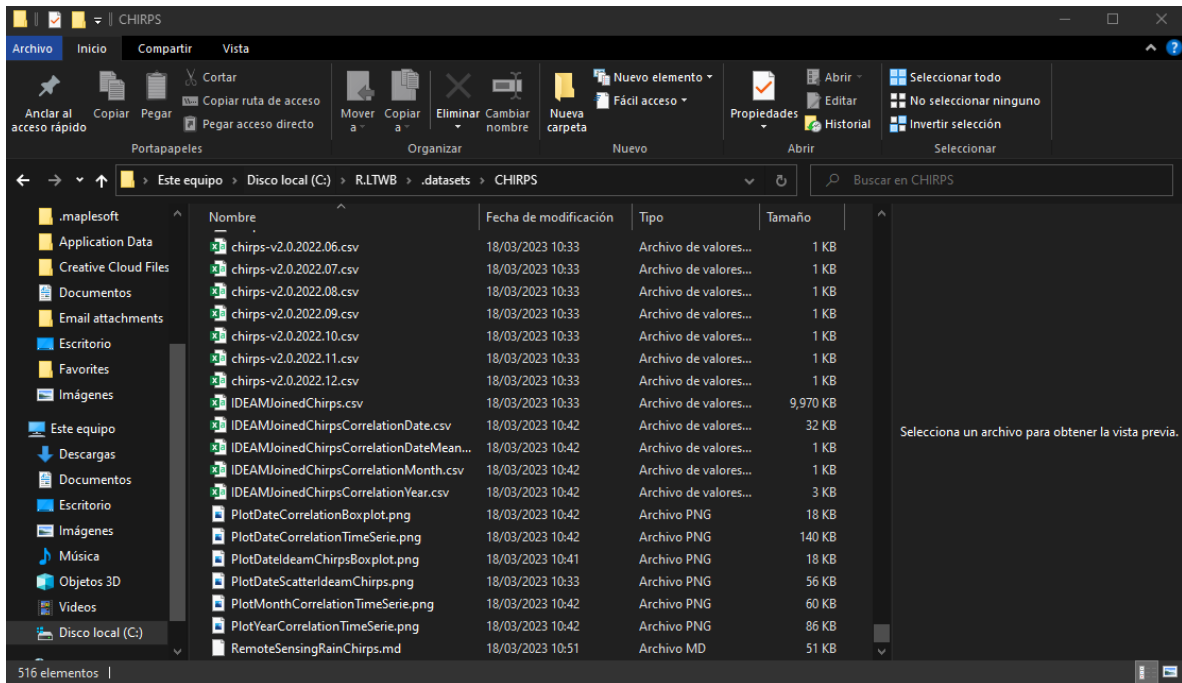 CHIRPS
Archivo Inicio Compartir Vista
Anclar al acceso rápido
Copiar
Pegar
Cortar
Copiar ruta de acceso
Pegar acceso directo
Portapapeles
Mover a
Copiar a
Eliminar
Cambiar nombre
Organizar
Nueva carpeta
Nuevo elemento
Fácil acceso
Nuevo
Propiedades
Abrir
Editar
Historial
Abrir
Seleccionar todo
No seleccionar ninguno
Invertir selección
Seleccionar
Este equipo > Disco local (C:) > R.LTWB > .datasets > CHIRPS
Buscar en CHIRPS
.maplesoft
Application Data
Creative Cloud Files
Documentos
Email attachments
Escritorio
Favorites
Imágenes
Este equipo
Descargas
Documentos
Escritorio
Imágenes
Música
Objetos 3D
Videos
Disco local (C:)
Nombre Fecha de modificación Tipo Tamaño
chirps-v2.0.2022.06.csv 18/03/2023 10:33 Archivo de valores... 1 KB
chirps-v2.0.2022.07.csv 18/03/2023 10:33 Archivo de valores... 1 KB
chirps-v2.0.2022.08.csv 18/03/2023 10:33 Archivo de valores... 1 KB
chirps-v2.0.2022.09.csv 18/03/2023 10:33 Archivo de valores... 1 KB
chirps-v2.0.2022.10.csv 18/03/2023 10:33 Archivo de valores... 1 KB
chirps-v2.0.2022.11.csv 18/03/2023 10:33 Archivo de valores... 1 KB
chirps-v2.0.2022.12.csv 18/03/2023 10:33 Archivo de valores... 1 KB
IDEAMJoinedChirps.csv 18/03/2023 10:33 Archivo de valores... 9,970 KB
IDEAMJoinedChirpsCorrelationDate.csv 18/03/2023 10:42 Archivo de valores... 32 KB
IDEAMJoinedChirpsCorrelationDateMean... 18/03/2023 10:42 Archivo de valores... 1 KB
IDEAMJoinedChirpsCorrelationMonth.csv 18/03/2023 10:42 Archivo de valores... 1 KB
IDEAMJoinedChirpsCorrelationYear.csv 18/03/2023 10:42 Archivo de valores... 3 KB
PlotDateCorrelationBoxplot.png 18/03/2023 10:42 Archivo PNG 18 KB
PlotDateCorrelationTimeSerie.png 18/03/2023 10:42 Archivo PNG 140 KB
PlotDateIdeamChirpsBoxplot.png 18/03/2023 10:41 Archivo PNG 18 KB
PlotDateScatterIdeamChirps.png 18/03/2023 10:33 Archivo PNG 56 KB
PlotMonthCorrelationTimeSerie.png 18/03/2023 10:42 Archivo PNG 60 KB
PlotYearCorrelationTimeSerie.png 18/03/2023 10:42 Archivo PNG 86 KB
RemoteSensingRainChirps.md 18/03/2023 10:51 Archivo MD 51 KB
Selecciona un archivo para obtener la vista previa.
516 elementos